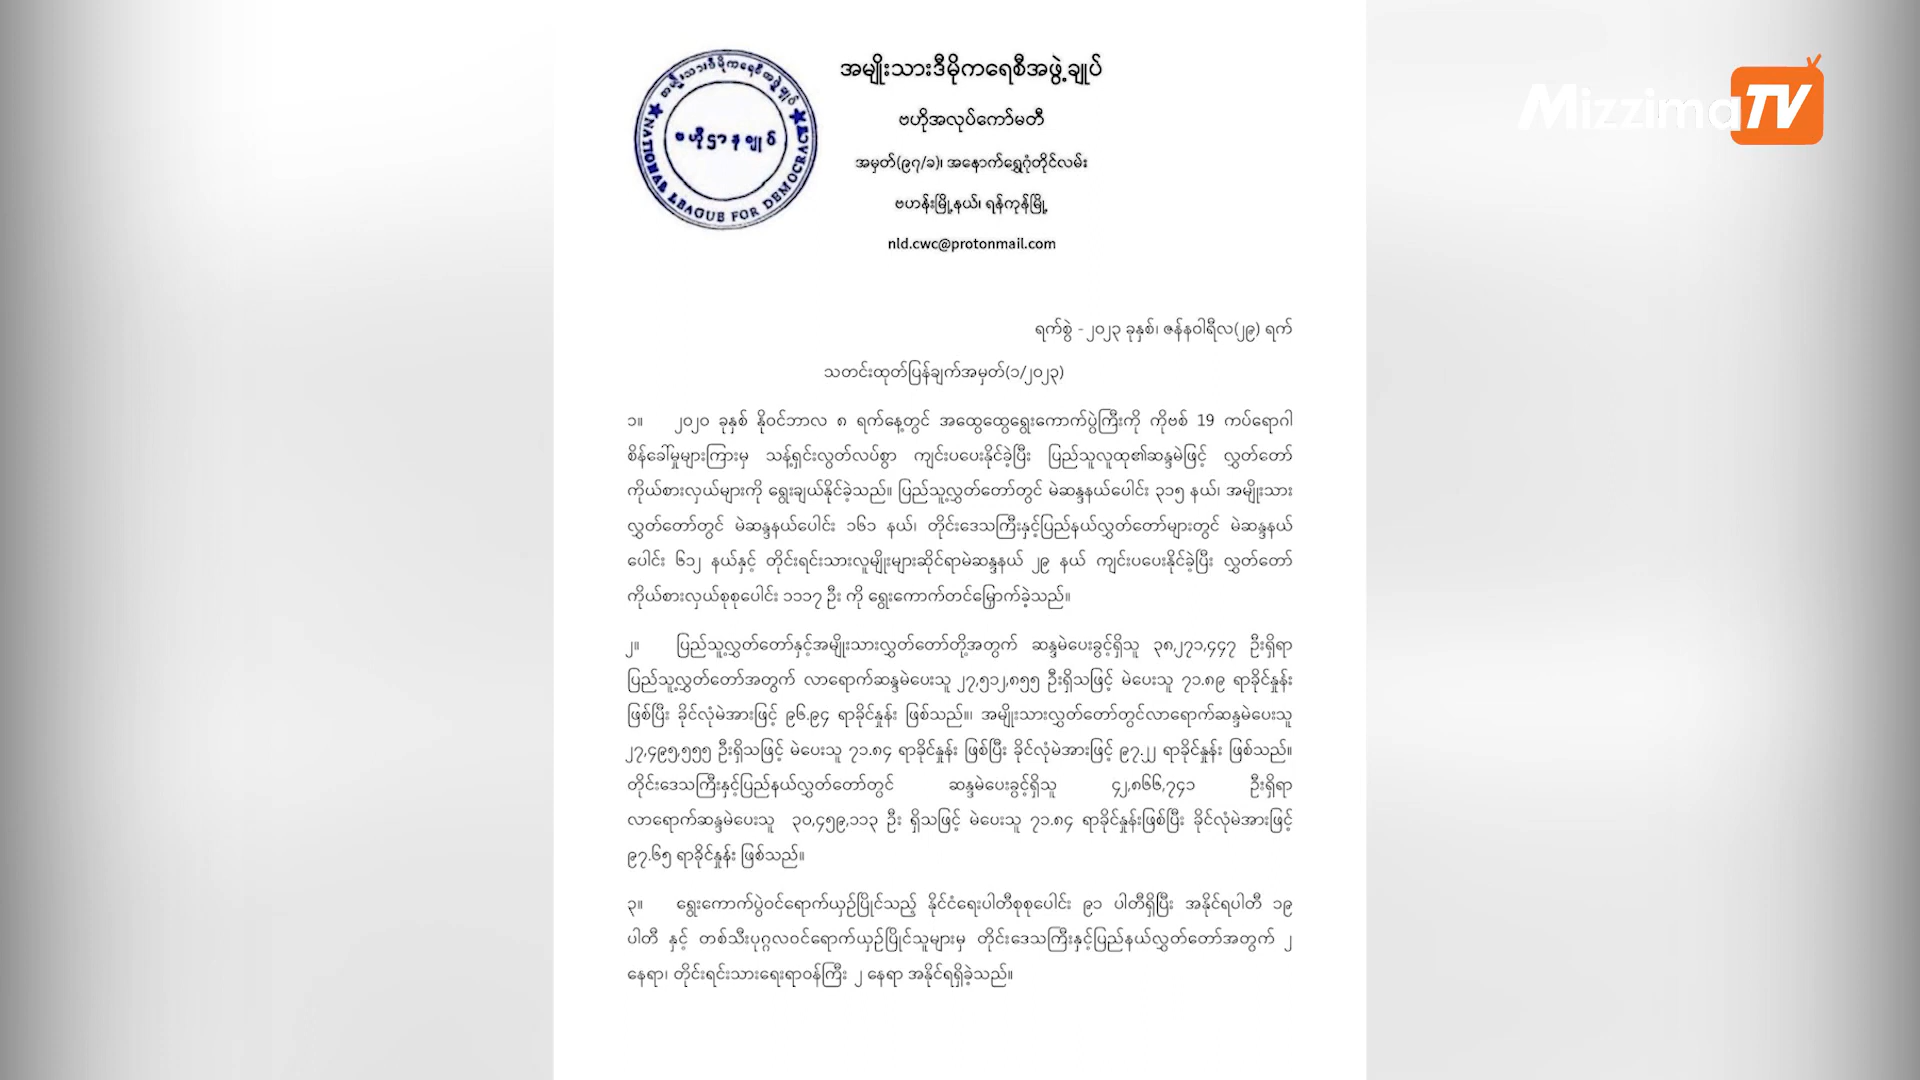 အမျိုးသားဒီမိုကရေစီအဖွဲ့ချုပ်
NATIONAL LEAGUE FOR DEMOCRACY
ဗဟိုဌာနချုပ်
အမျိုးသားဒီမိုကရေစီအဖွဲ့ချုပ်
ဗဟိုအလုပ်ကော်မတီ
အမှတ်(၉၇/ခ)၊ အနောက်ရွှေဂုံတိုင်လမ်း
ဗဟန်းမြို့နယ်၊ ရန်ကုန်မြို့
nld.cwc@protonmail.com
MizzimaTV
ရက်စွဲ - ၂၀၂၃ ခုနှစ်၊ ဇန်နဝါရီလ(၂၉) ရက်
သတင်းထုတ်ပြန်ချက်အမှတ်(၁/၂၀၂၃)
၁။ ၂၀၂၀ ခုနှစ် နိုဝင်ဘာလ ၈ ရက်နေ့တွင် အထွေထွေရွေးကောက်ပွဲကြီးကို ကိုဗစ် 19 ကပ်ရောဂါ
စိန်ခေါ်မှုများကြားမှ သန့်ရှင်းလွတ်လပ်စွာ ကျင်းပပေးနိုင်ခဲ့ပြီး ပြည်သူလူထု၏ဆန္ဒမဲဖြင့် လွှတ်တော်
ကိုယ်စားလှယ်များကို ရွေးချယ်နိုင်ခဲ့သည်။ ပြည်သူ့လွှတ်တော်တွင် မဲဆန္ဒနယ်ပေါင်း ၃၁၅ နယ်၊ အမျိုးသား
လွှတ်တော်တွင် မဲဆန္ဒနယ်ပေါင်း ၁၆၁ နယ်၊ တိုင်းဒေသကြီးနှင့်ပြည်နယ်လွှတ်တော်များတွင် မဲဆန္ဒနယ်
ပေါင်း ၆၁၂ နယ်နှင့် တိုင်းရင်းသားလူမျိုးများဆိုင်ရာမဲဆန္ဒနယ် ၂၉ နယ် ကျင်းပပေးနိုင်ခဲ့ပြီး လွှတ်တော်
ကိုယ်စားလှယ်စုစုပေါင်း ၁၁၁၇ ဦး ကို ရွေးကောက်တင်မြှောက်ခဲ့သည်။
၂။ ပြည်သူ့လွှတ်တော်နှင့်အမျိုးသားလွှတ်တော်တို့အတွက် ဆန္ဒမဲပေးခွင့်ရှိသူ ၃၈,၂၇၁,၄၄၇ ဦးရှိရာ
ပြည်သူ့လွှတ်တော်အတွက် လာရောက်ဆန္ဒမဲပေးသူ ၂၇,၅၁၂,၈၅၅ ဦးရှိသဖြင့် မဲပေးသူ ၇၁.၈၉ ရာခိုင်နှုန်း
ဖြစ်ပြီး ခိုင်လုံမဲအားဖြင့် ၉၆.၉၄ ရာခိုင်နှုန်း ဖြစ်သည်။၊ အမျိုးသားလွှတ်တော်တွင်လာရောက်ဆန္ဒမဲပေးသူ
၂၇,၄၉၅,၅၅၅ ဦးရှိသဖြင့် မဲပေးသူ ၇၁.၈၄ ရာခိုင်နှုန်း ဖြစ်ပြီး ခိုင်လုံမဲအားဖြင့် ၉၇.၂၂ ရာခိုင်နှုန်း ဖြစ်သည်။
တိုင်းဒေသကြီးနှင့်ပြည်နယ်လွှတ်တော်တွင် ဆန္ဒမဲပေးခွင့်ရှိသူ ၄၂,၈၆၆,၇၄၁ ဦးရှိရာ
လာရောက်ဆန္ဒမဲပေးသူ ၃၀,၄၅၉,၁၁၃ ဦး ရှိသဖြင့် မဲပေးသူ ၇၁.၈၄ ရာခိုင်နှုန်းဖြစ်ပြီး ခိုင်လုံမဲအားဖြင့်
၉၇.၆၅ ရာခိုင်နှုန်း ဖြစ်သည်။
၃။ ရွေးကောက်ပွဲဝင်ရောက်ယှဉ်ပြိုင်သည့် နိုင်ငံရေးပါတီစုစုပေါင်း ၉၁ ပါတီရှိပြီး အနိုင်ရပါတီ ၁၉
ပါတီ နှင့် တစ်သီးပုဂ္ဂလဝင်ရောက်ယှဉ်ပြိုင်သူများမှ တိုင်းဒေသကြီးနှင့်ပြည်နယ်လွှတ်တော်အတွက် ၂
နေရာ၊ တိုင်းရင်းသားရေးရာဝန်ကြီး ၂ နေရာ အနိုင်ရရှိခဲ့သည်။